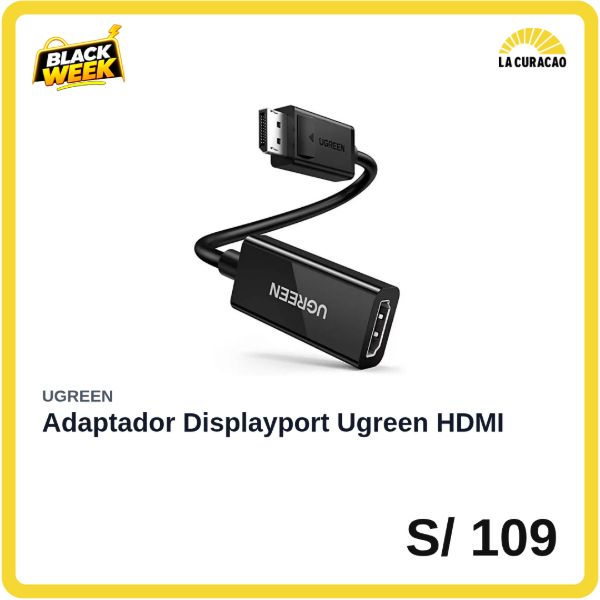 BLACK
WEEK
LA CURACAO
UGREEN
UGREEN
UGREEN
Adaptador Displayport Ugreen HDMI
S/ 109